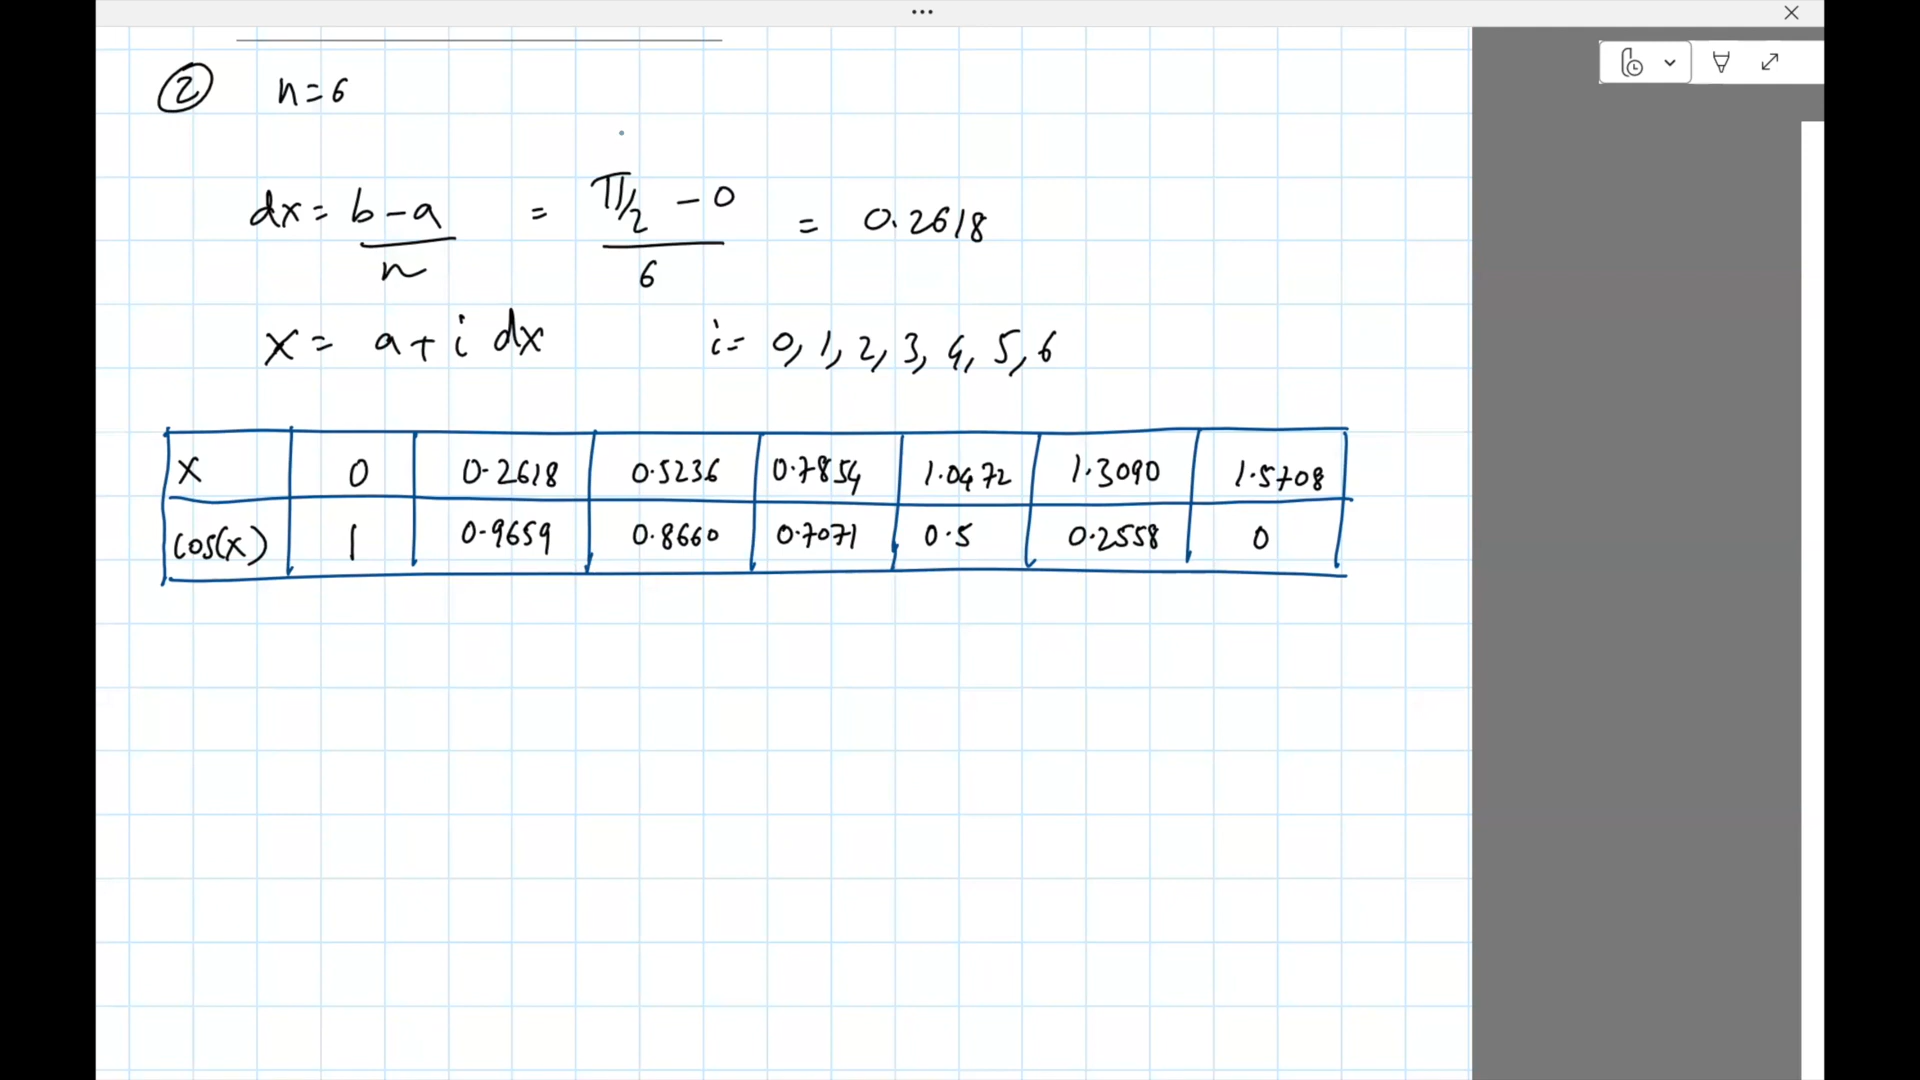 ② n=6
dx = b-a/n = π/2 - 0/6 = 0.2618
x = a + i dx i = 0, 1, 2, 3, 4, 5, 6
x 0 0.2618 0.5236 0.7854 1.0472 1.3090 1.5708
cos(x) 1 0.9659 0.8660 0.7071 0.5 0.2558 0